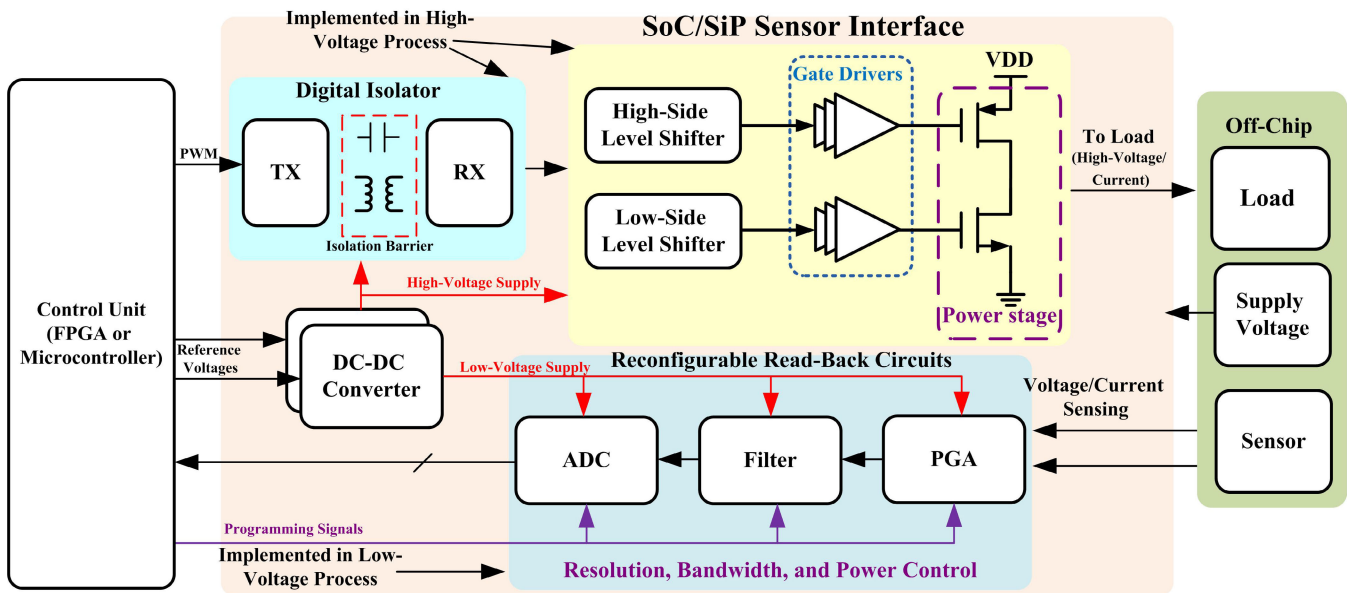 Implemented in High-
Voltage Process
SoC/SiP Sensor Interface
Digital Isolator
TX
RX
Isolation Barrier
PWM
Gate Drivers
VDD
High-Side
Level Shifter
Low-Side
Level Shifter
Power stage
To Load
(High-Voltage/
Current)
Off-Chip
Load
Supply
Voltage
Sensor
High-Voltage Supply
Control Unit
(FPGA or
Microcontroller)
Reference
Voltages
DC-DC
Converter
Low-Voltage Supply
Reconfigurable Read-Back Circuits
Voltage/Current
Sensing
ADC
Filter
PGA
Programming Signals
Implemented in Low-
Voltage Process
Resolution, Bandwidth, and Power Control